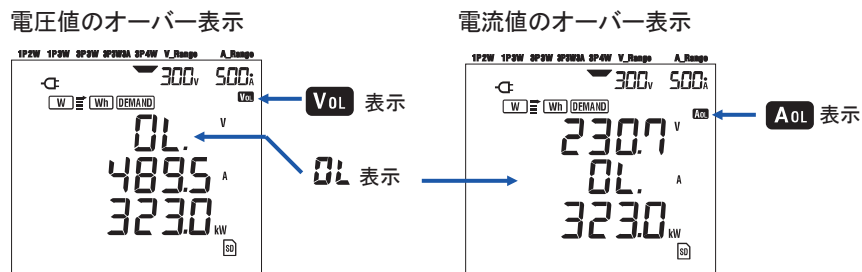 電圧値のオーバー表示
1P2W 1P3W 3P3W 3P3W3A 3P4W V_Range A_Range
300V 500A
W Wh DEMAND
VOL
VOL 表示
OL. V
489.5 A
323.0 kW
SD
OL 表示
電流値のオーバー表示
1P2W 1P3W 3P3W 3P3W3A 3P4W V_Range A_Range
300V 500A
W Wh DEMAND
AOL
AOL 表示
230.7 V
OL. A
323.0 kW
SD